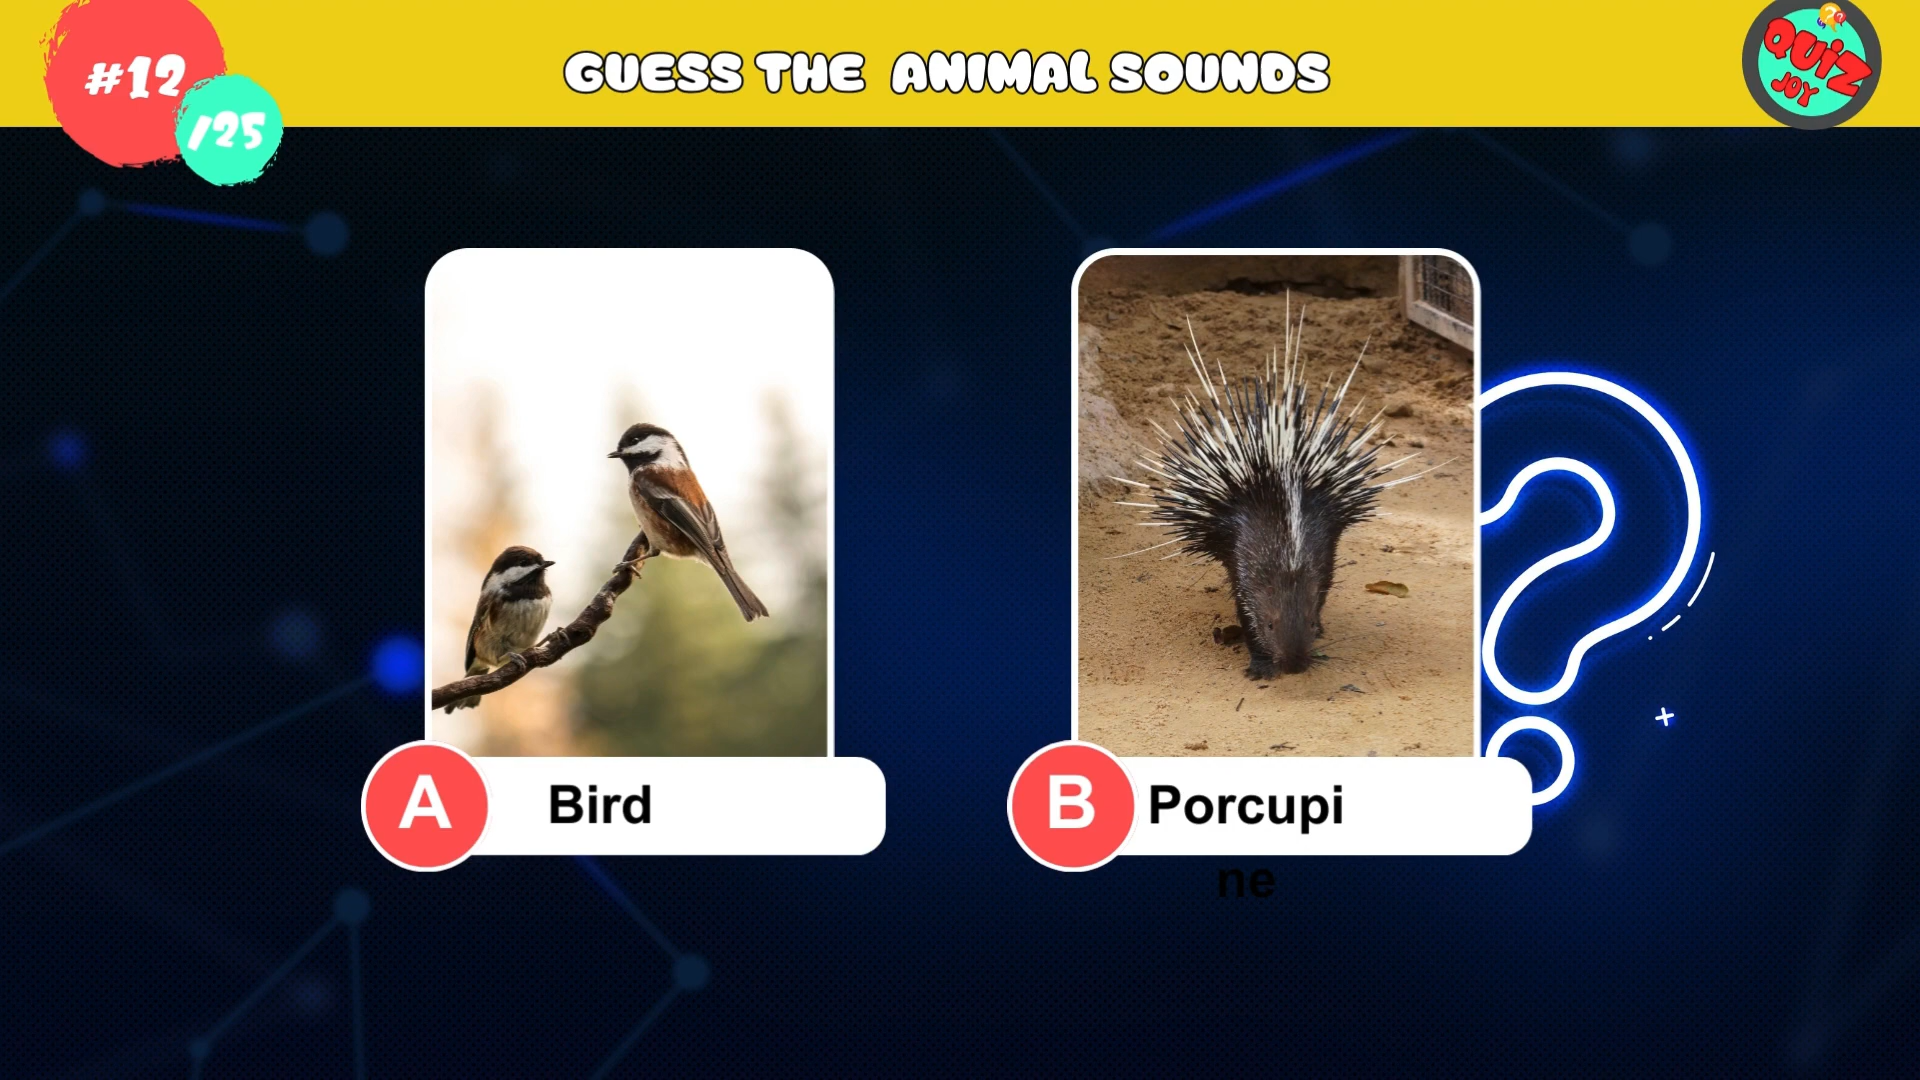 #12
/25
GUESS THE ANIMAL SOUNDS
QUIZ
JOY
A
Bird
B
Porcupi
ne